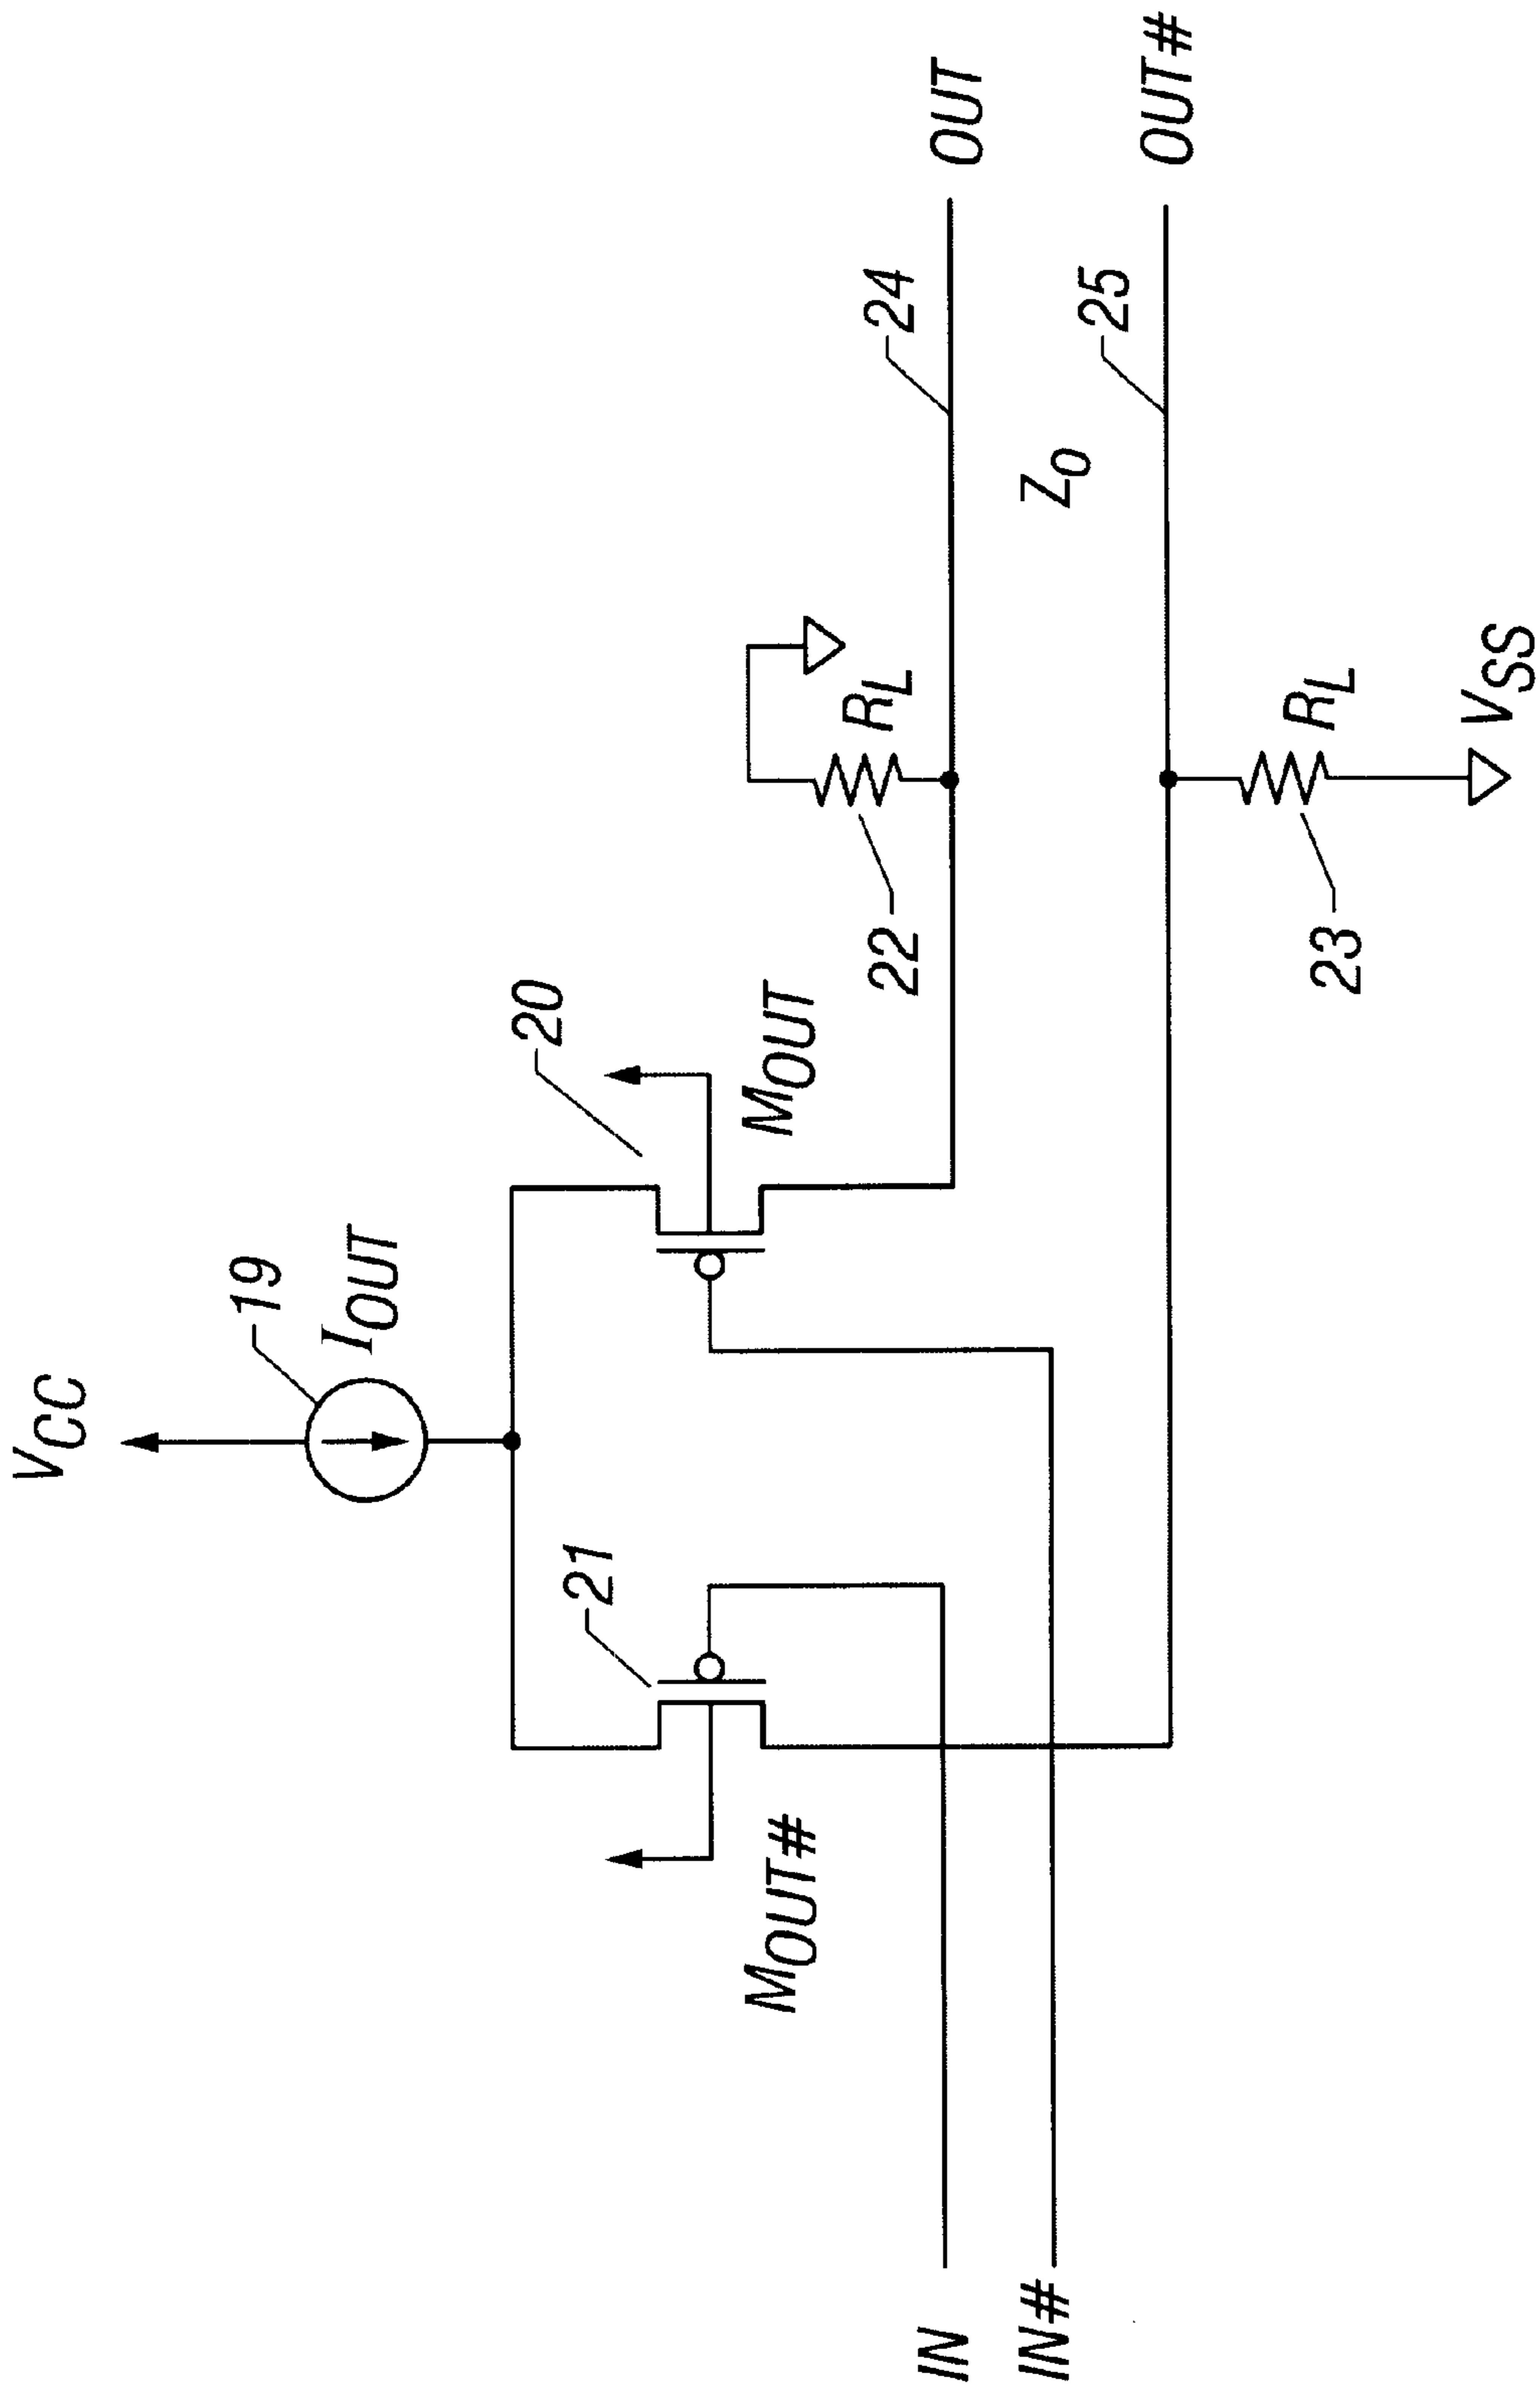 VCC
19
IOUT
20
21
MOUT
MOUT#
22
RL
24
OUT
Z0
25
OUT#
IN
IN#
23
RL
VSS